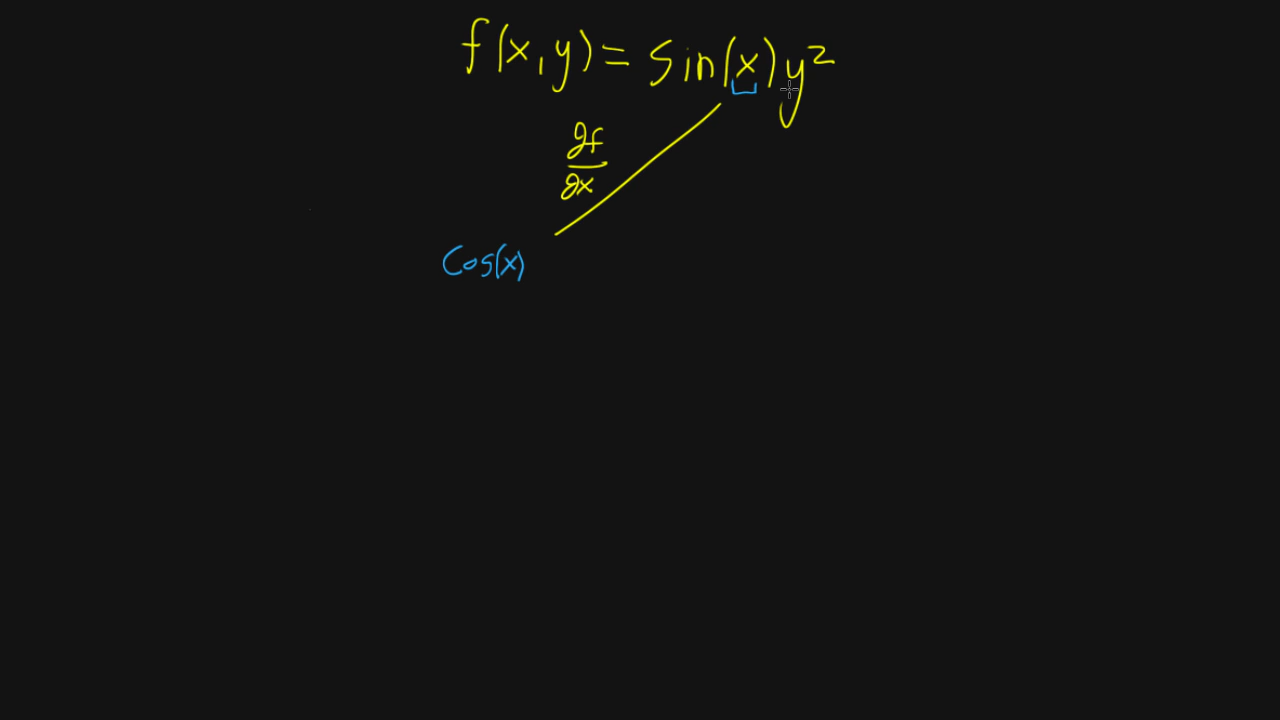 f(x,y) = sin(x)y²
∂f
∂x
Cos(x)